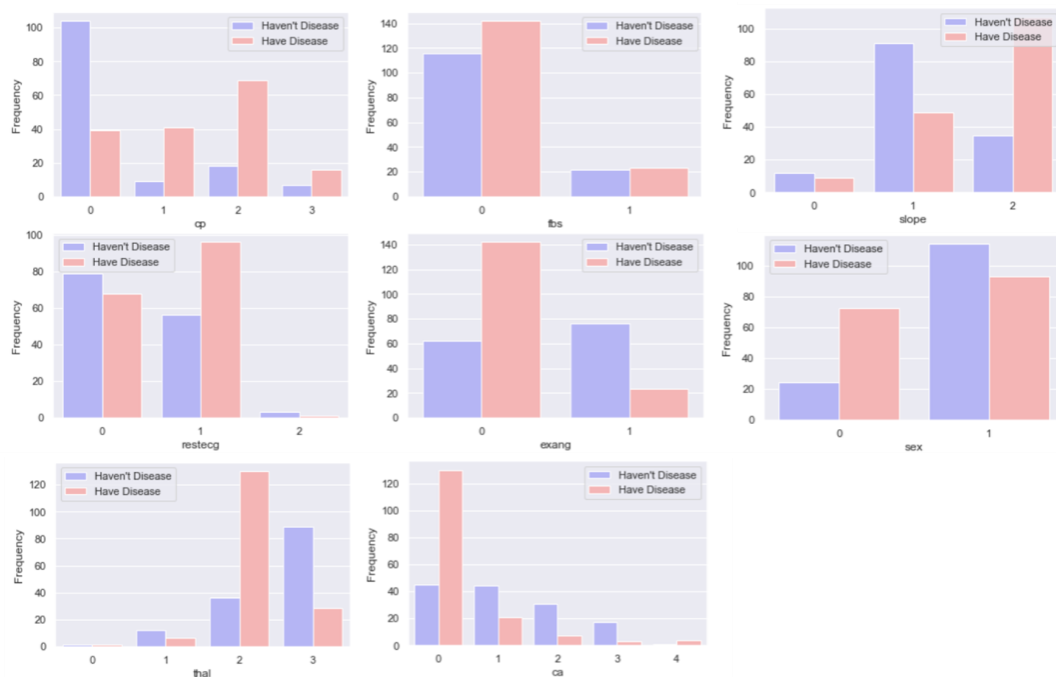 Frequency
100
80
60
40
20
0
Haven't Disease
Have Disease
0 1 2 3
cp
Frequency
140
120
100
80
60
40
20
0
Haven't Disease
Have Disease
0 1
fbs
Frequency
100
80
60
40
20
0
Haven't Disease
Have Disease
0 1 2
slope
Frequency
100
80
60
40
20
0
Haven't Disease
Have Disease
0 1 2
restecg
Frequency
140
120
100
80
60
40
20
0
Haven't Disease
Have Disease
0 1
exang
Frequency
100
80
60
40
20
0
Haven't Disease
Have Disease
0 1
sex
Frequency
120
100
80
60
40
20
0
Haven't Disease
Have Disease
0 1 2 3
thal
Frequency
120
100
80
60
40
20
0
Haven't Disease
Have Disease
0 1 2 3 4
ca